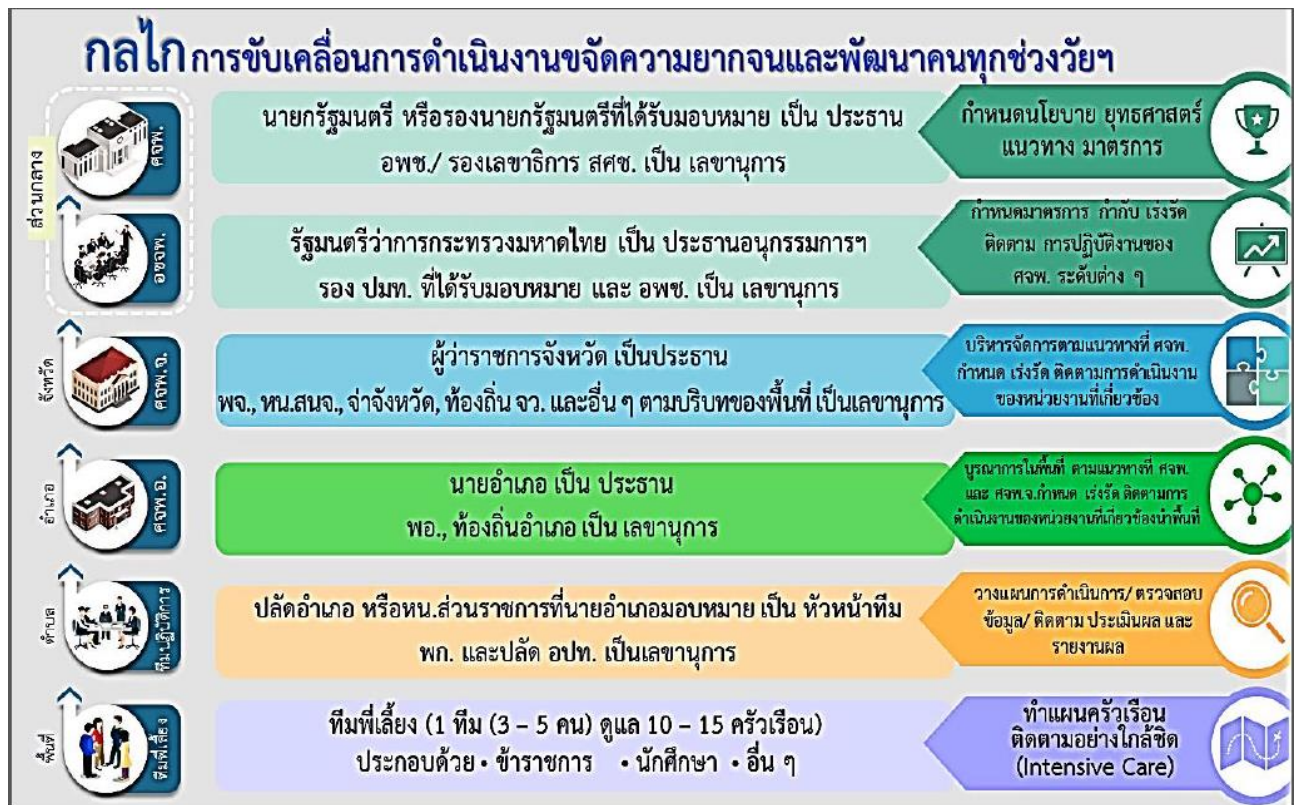 กลไก การขับเคลื่อนการดำเนินงานขจัดความยากจนและพัฒนาคนทุกช่วงวัยฯ
ส่วนกลาง
ศจพ.
นายกรัฐมนตรี หรือรองนายกรัฐมนตรีที่ได้รับมอบหมาย เป็น ประธาน
อพช./ รองเลขาธิการ สศช. เป็น เลขานุการ
กำหนดนโยบาย ยุทธศาสตร์
แนวทาง มาตรการ
อขจพ.
รัฐมนตรีว่าการกระทรวงมหาดไทย เป็น ประธานอนุกรรมการฯ
รอง ปมท. ที่ได้รับมอบหมาย และ อพช. เป็น เลขานุการ
กำหนดมาตรการ กำกับ เร่งรัด
ติดตาม การปฏิบัติงานของ
ศจพ. ระดับต่าง ๆ
จังหวัด
ศจพ.จ.
ผู้ว่าราชการจังหวัด เป็นประธาน
พจ., หน.สนจ., จ่าจังหวัด, ท้องถิ่น จว. และอื่น ๆ ตามบริบทของพื้นที่ เป็นเลขานุการ
บริหารจัดการตามแนวทางที่ ศจพ.
กำหนด เร่งรัด ติดตามการดำเนินงาน
ของหน่วยงานที่เกี่ยวข้อง
อำเภอ
ศจพ.อ.
นายอำเภอ เป็น ประธาน
พอ., ท้องถิ่นอำเภอ เป็น เลขานุการ
บูรณาการในพื้นที่ ตามแนวทางที่ ศจพ.
และ ศจพ.จ.กำหนด เร่งรัด ติดตามการ
ดำเนินงานของหน่วยงานที่เกี่ยวข้องนำพื้นที่
ตำบล
ทีมปฏิบัติการ
ปลัดอำเภอ หรือหน.ส่วนราชการที่นายอำเภอมอบหมาย เป็น หัวหน้าทีม
พก. และปลัด อปท. เป็นเลขานุการ
วางแผนการดำเนินการ/ ตรวจสอบ
ข้อมูล/ ติดตาม ประเมินผล และ
รายงานผล
พื้นที่
ทีมพี่เลี้ยง
ทีมพี่เลี้ยง (1 ทีม (3 – 5 คน) ดูแล 10 – 15 ครัวเรือน)
ประกอบด้วย • ข้าราชการ • นักศึกษา • อื่น ๆ
ทำแผนครัวเรือน
ติดตามอย่างใกล้ชิด
(Intensive Care)